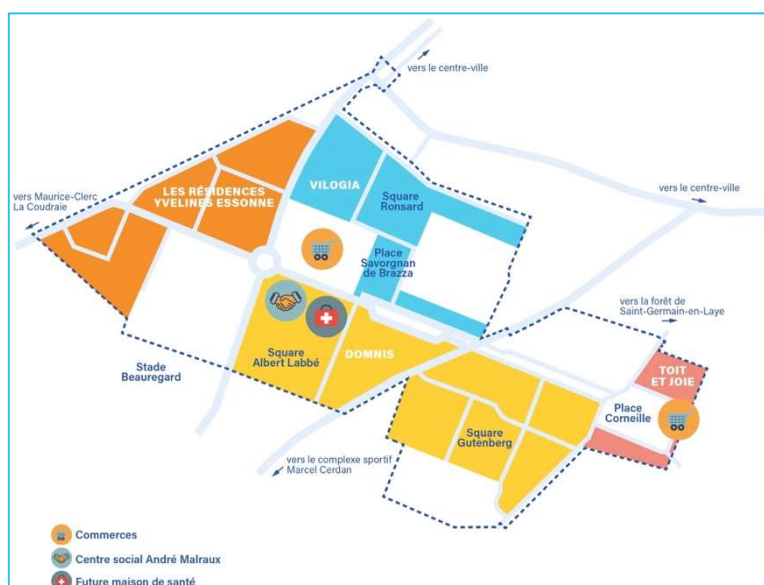 vers le centre-ville
vers Maurice-Clerc
La Coudraie
LES RÉSIDENCES
YVELINES ESSONNE
VILOGIA
Square
Ronsard
vers le centre-ville
Place
Savorgnan
de Brazza
vers la forêt de
Saint-Germain-en-Laye
Stade
Beauregard
Square
Albert Labbé
DOMNIS
TOIT
ET JOIE
Place
Corneille
Square
Gutenberg
vers le complexe sportif
Marcel Cerdan
Commerces
Centre social André Malraux
Future maison de santé